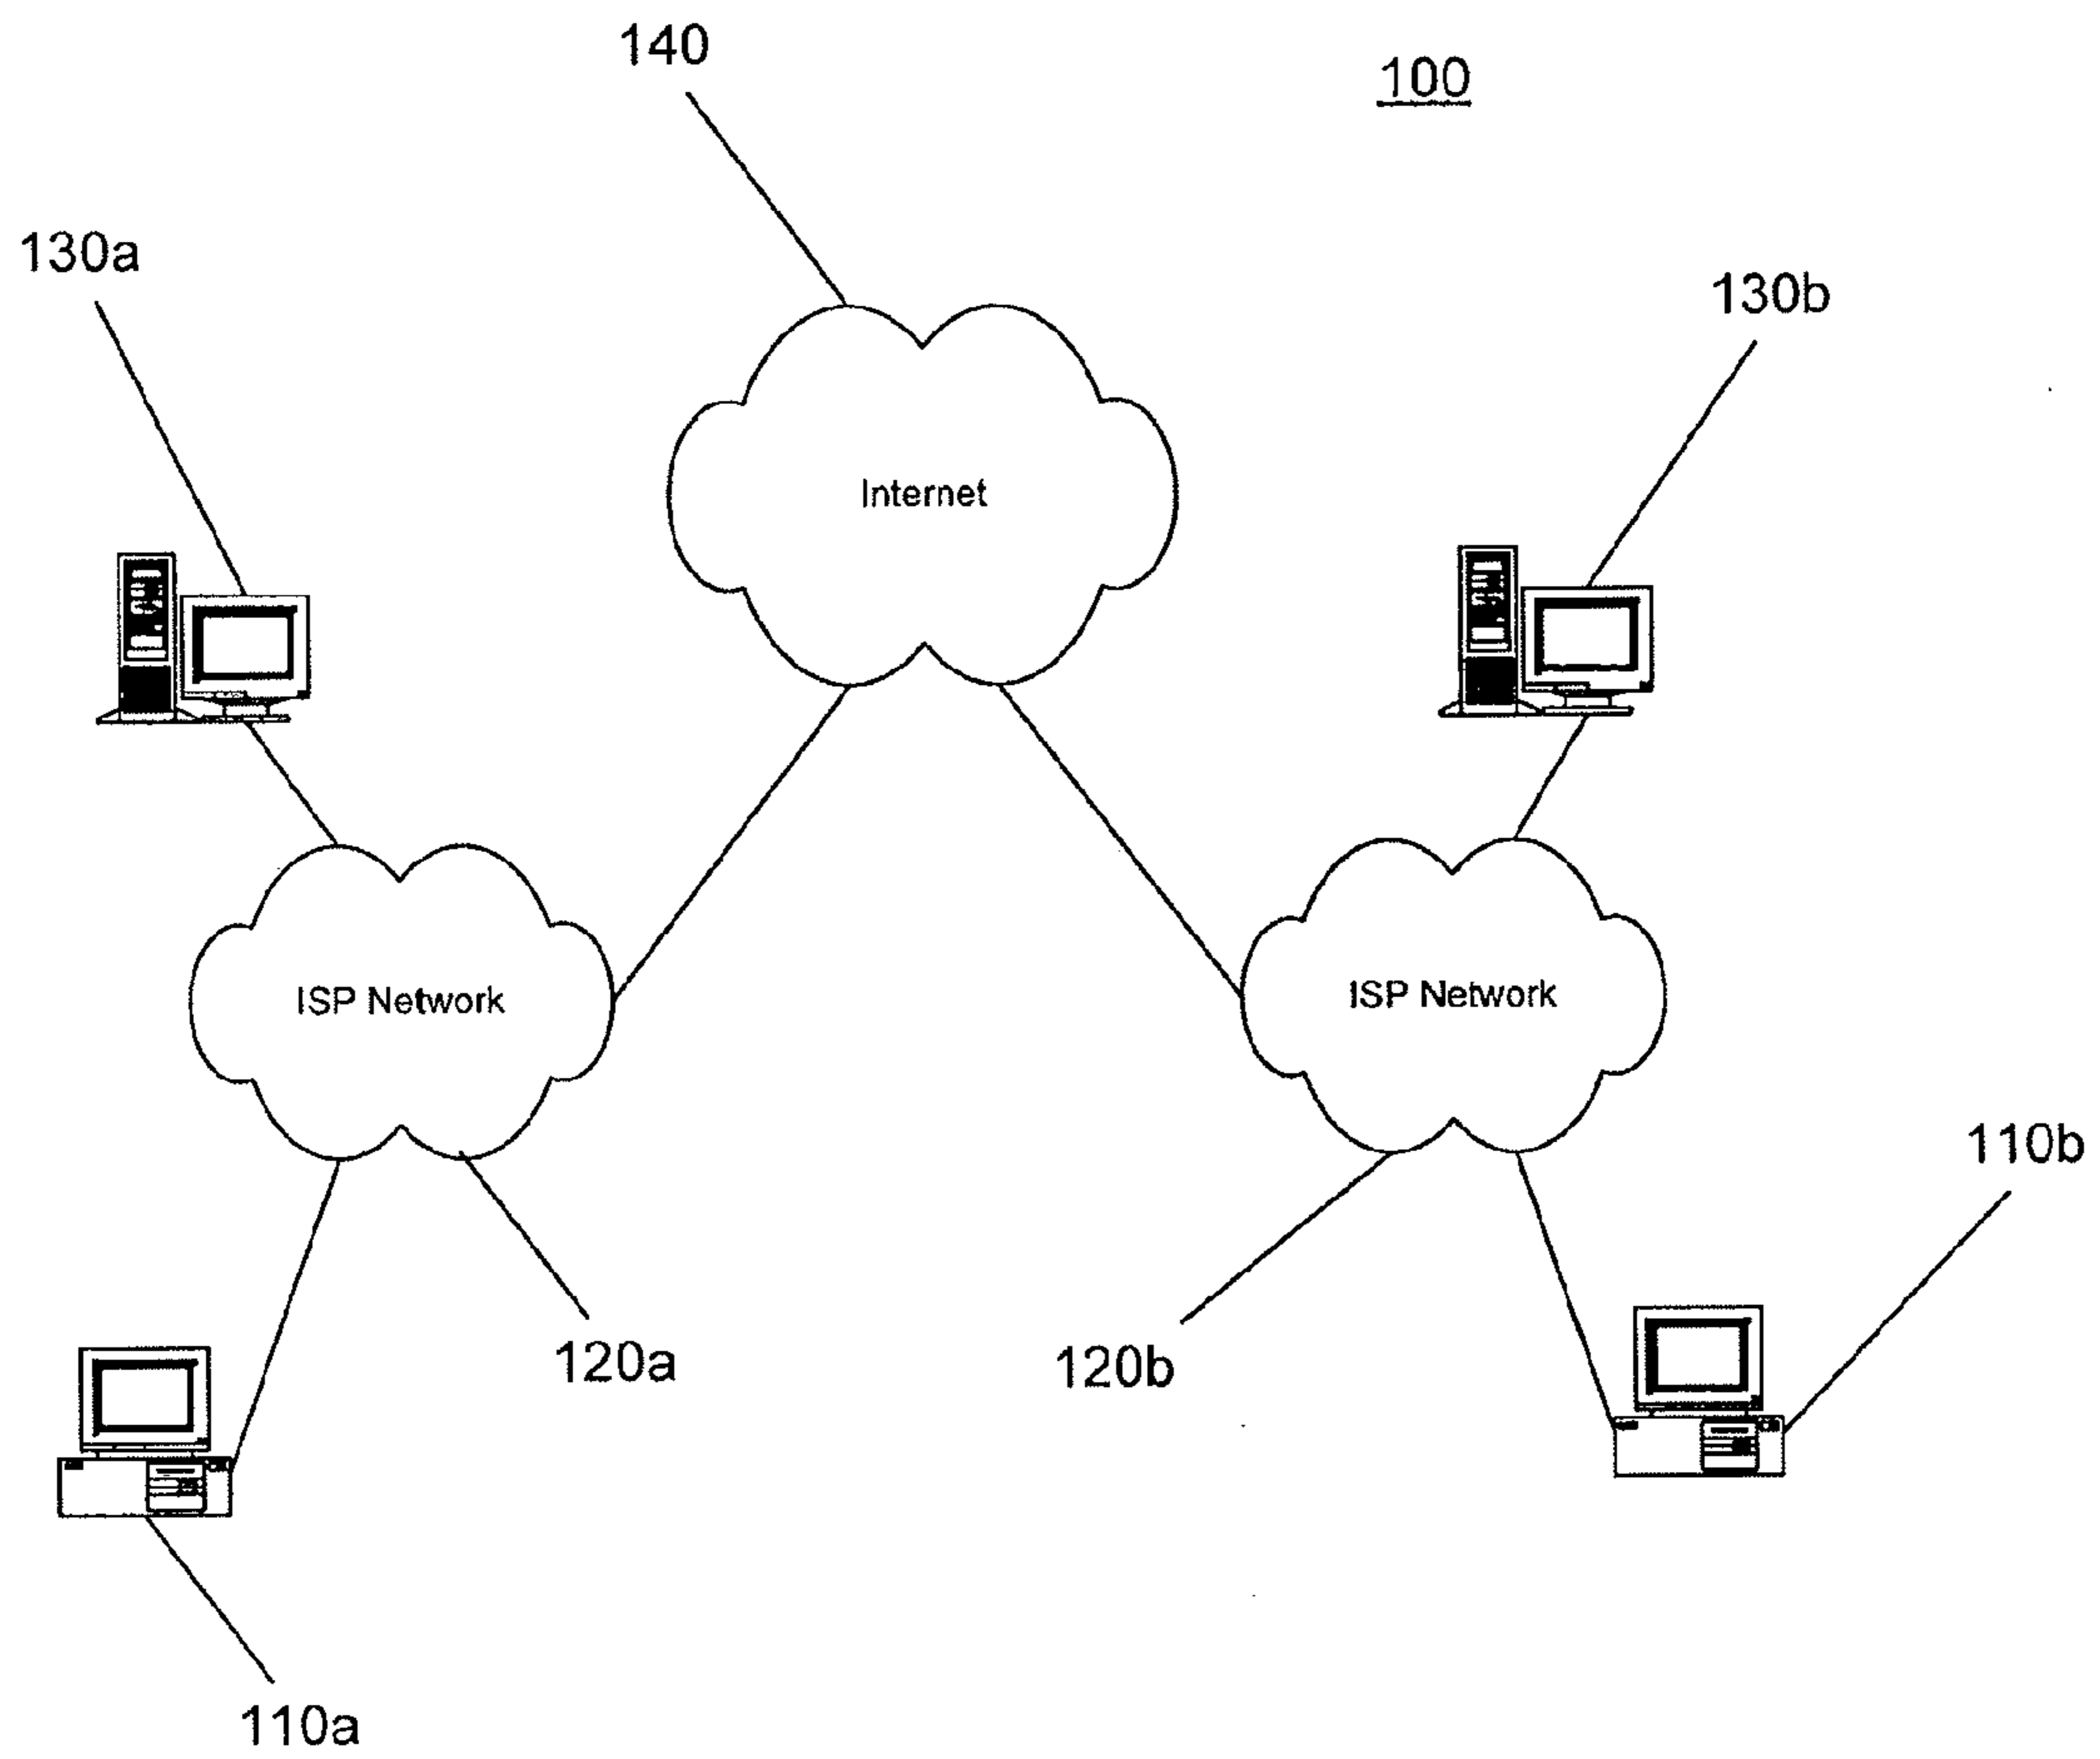 140
100
130a
130b
Internet
ISP Network
ISP Network
110b
120a
120b
110a